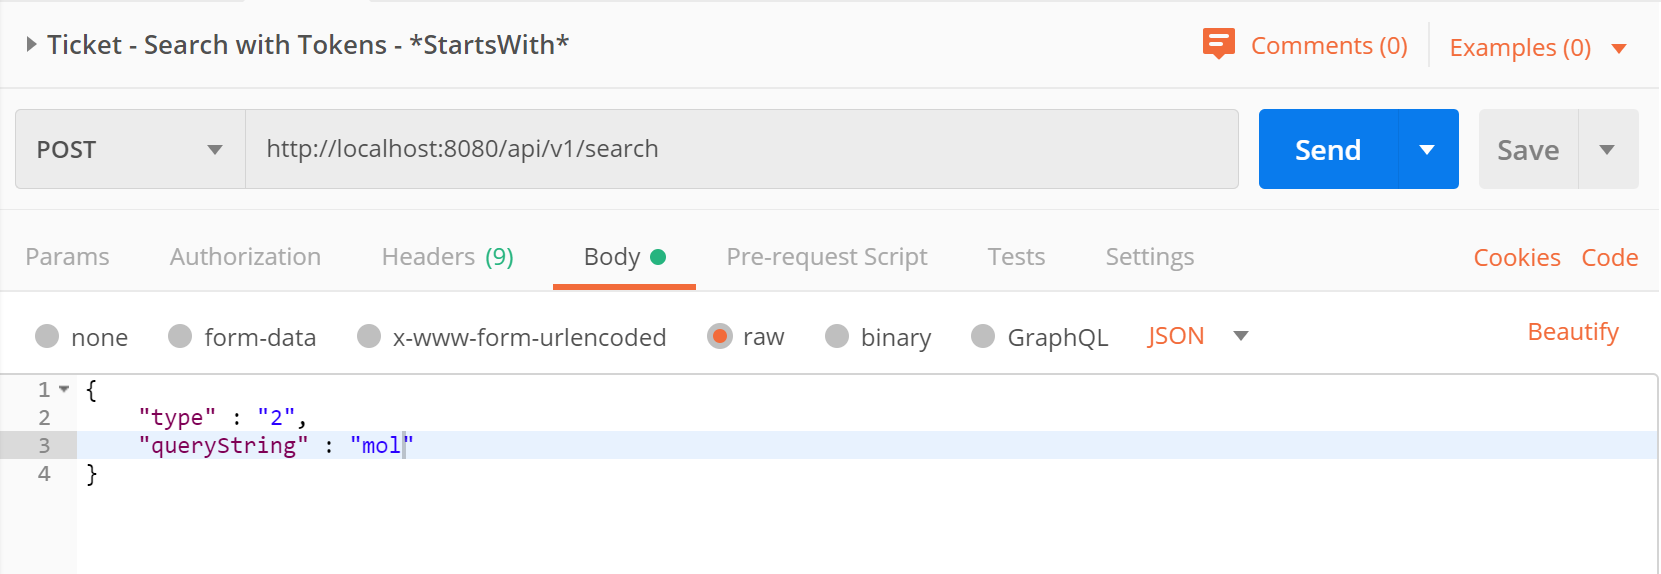 Ticket - Search with Tokens - *StartsWith*
Comments (0)
Examples (0)
POST
http://localhost:8080/api/v1/search
Send
Save
Params Authorization Headers (9) Body Pre-request Script Tests Settings Cookies Code
none form-data x-www-form-urlencoded raw binary GraphQL JSON Beautify
1 {
2 "type" : "2",
3 "queryString" : "mol"
4 }